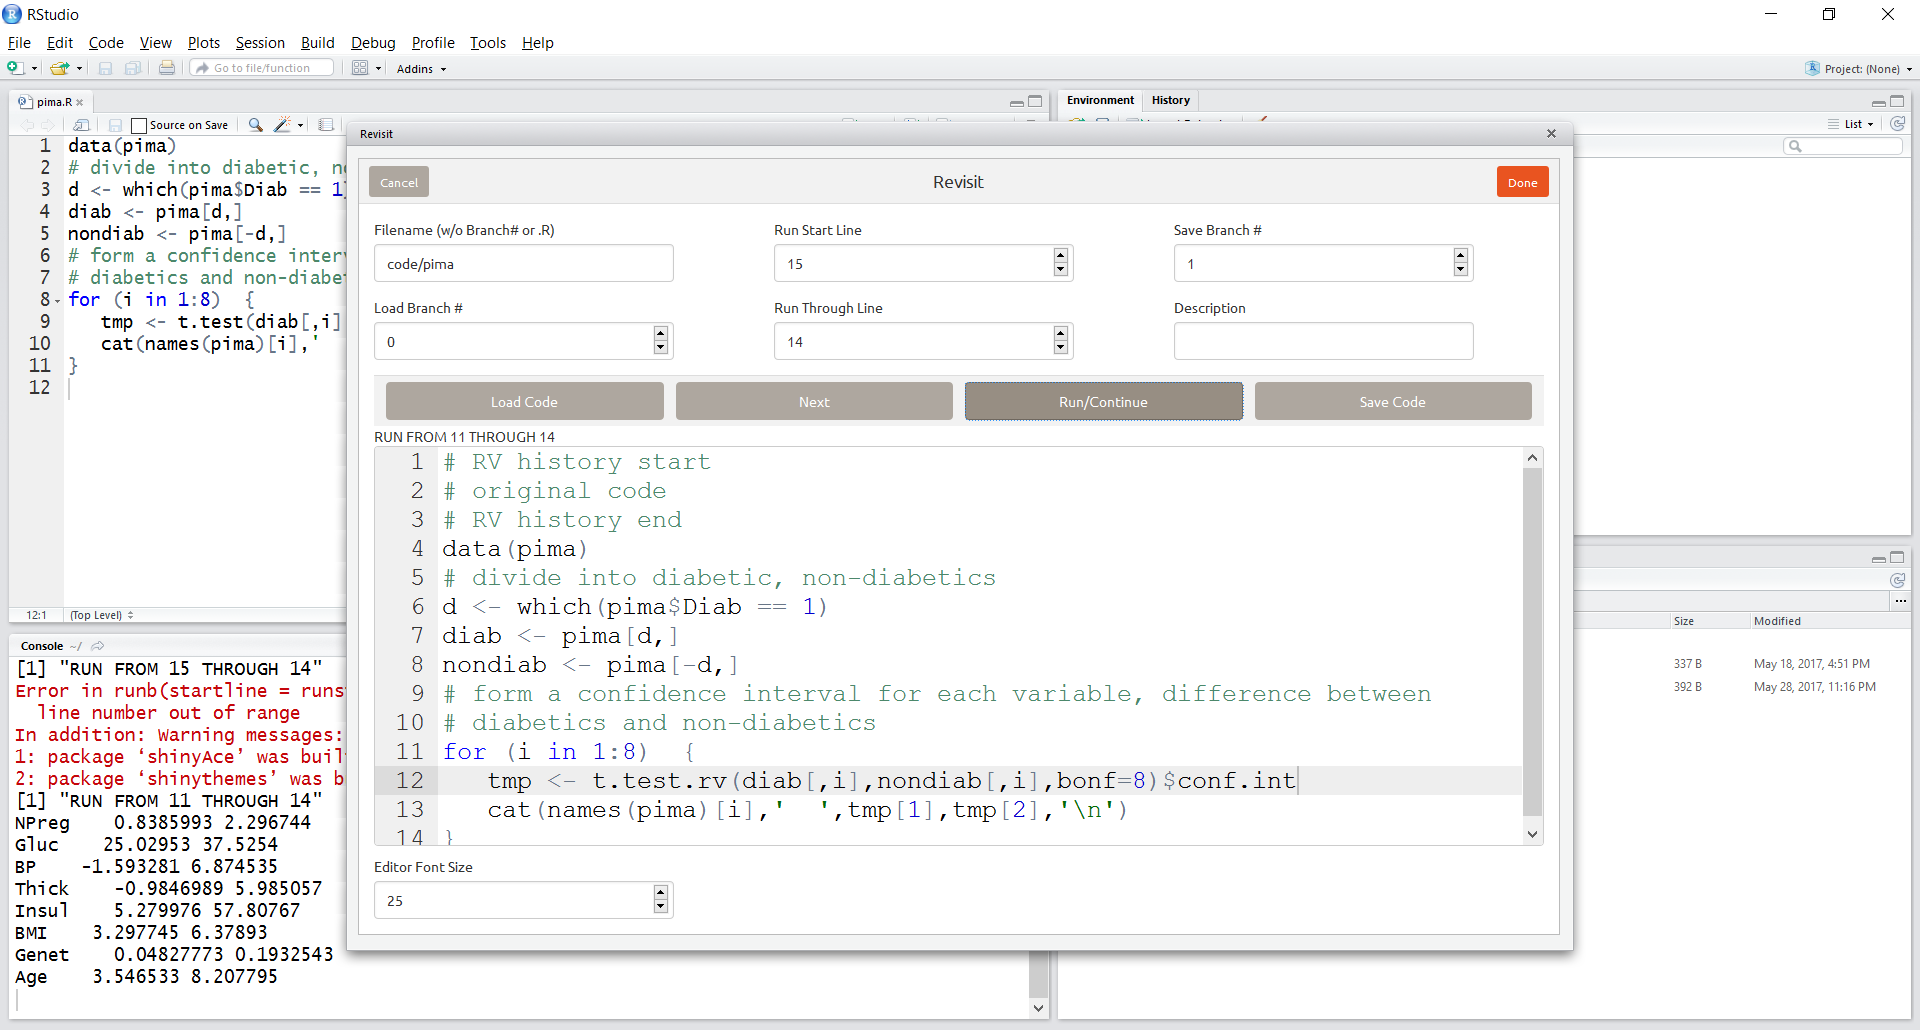 RStudio
File Edit Code View Plots Session Build Debug Profile Tools Help
Go to file/function Addins Project: (None)
pima.R
Source on Save
1 data(pima)
2 # divide into diabetic, n
3 d <- which(pima$Diab == 1
4 diab <- pima[d,]
5 nondiab <- pima[-d,]
6 # form a confidence inter
7 # diabetics and non-diabe
8 for (i in 1:8)  {
9 tmp <- t.test(diab[,i]
10 cat(names(pima)[i],'
11 }
12
12:1 (Top Level)
Console ~/
[1] "RUN FROM 15 THROUGH 14"
Error in runb(startline = runs
line number out of range
In addition: Warning messages:
1: package ‘shinyAce’ was buil
2: package ‘shinythemes’ was b
[1] "RUN FROM 11 THROUGH 14"
NPreg 0.8385993 2.296744
Gluc 25.02953 37.5254
BP -1.593281 6.874535
Thick -0.9846989 5.985057
Insul 5.279976 57.80767
BMI 3.297745 6.37893
Genet 0.04827773 0.1932543
Age 3.546533 8.207795
Revisit
Cancel Revisit Done
Filename (w/o Branch# or .R) Run Start Line Save Branch #
code/pima 15 1
Load Branch # Run Through Line Description
0 14
Load Code Next Run/Continue Save Code
RUN FROM 11 THROUGH 14
1 # RV history start
2 # original code
3 # RV history end
4 data(pima)
5 # divide into diabetic, non-diabetics
6 d <- which(pima$Diab == 1)
7 diab <- pima[d,]
8 nondiab <- pima[-d,]
9 # form a confidence interval for each variable, difference between
10 # diabetics and non-diabetics
11 for (i in 1:8)  {
12 tmp <- t.test.rv(diab[,i],nondiab[,i],bonf=8)$conf.int
13 cat(names(pima)[i],'  ',tmp[1],tmp[2],'\n')
14 }
Editor Font Size
25
Environment History
List
Size Modified
337 B May 18, 2017, 4:51 PM
392 B May 28, 2017, 11:16 PM